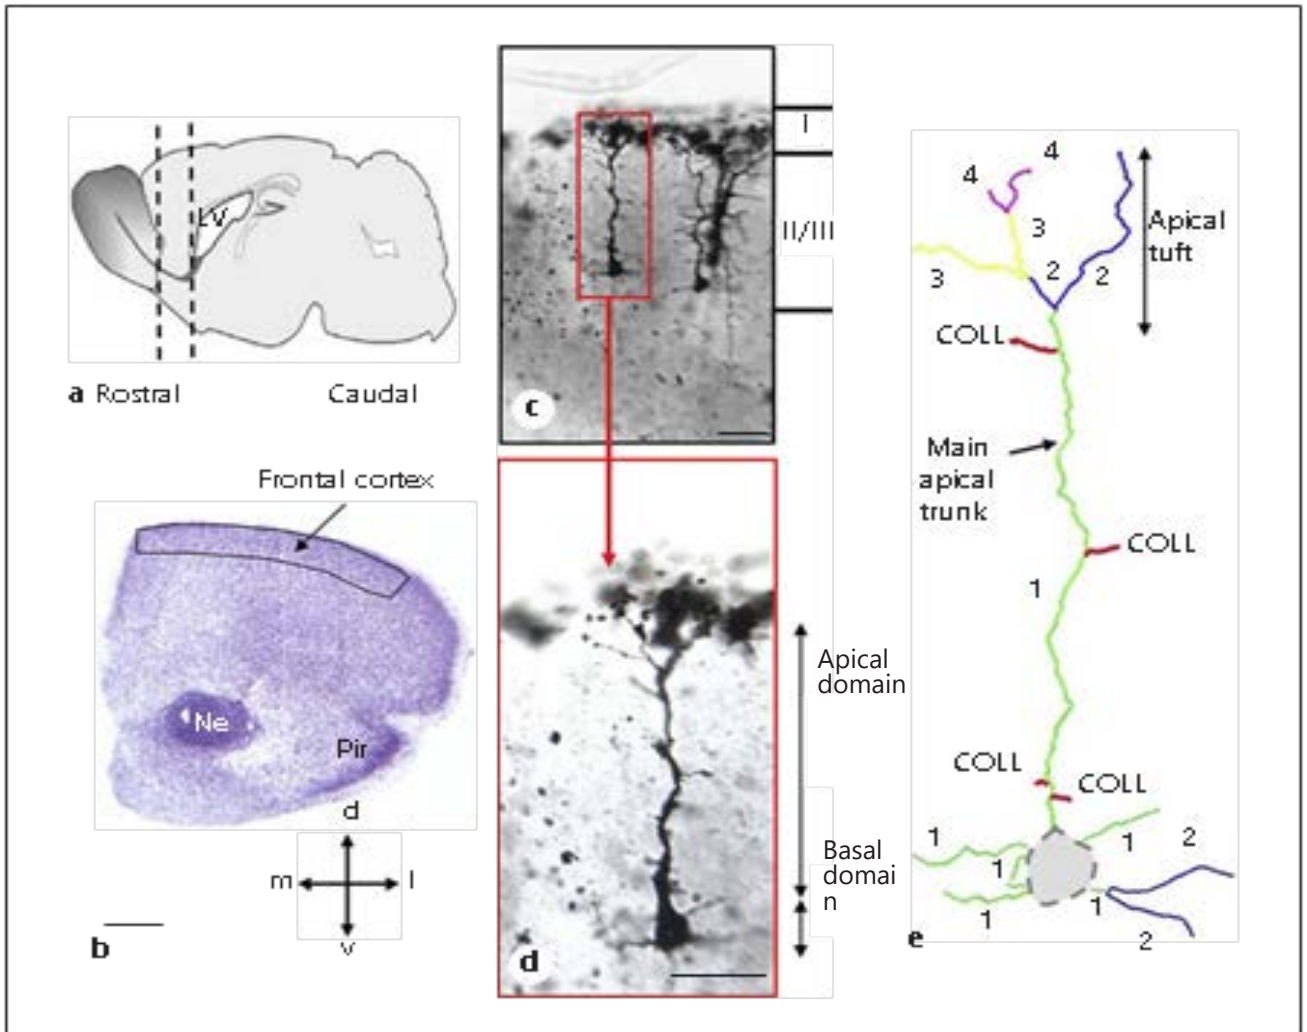 LV
a Rostral
Caudal
Frontal cortex
Ne
Pir
d
m
l
v
b
I
II/III
c
Apical
domain
Basal
domai
n
d
4
4
3
3
2
2
Apical
tuft
COLL
Main
apical
trunk
COLL
1
COLL
COLL
1
1
1
2
1
1
2
e